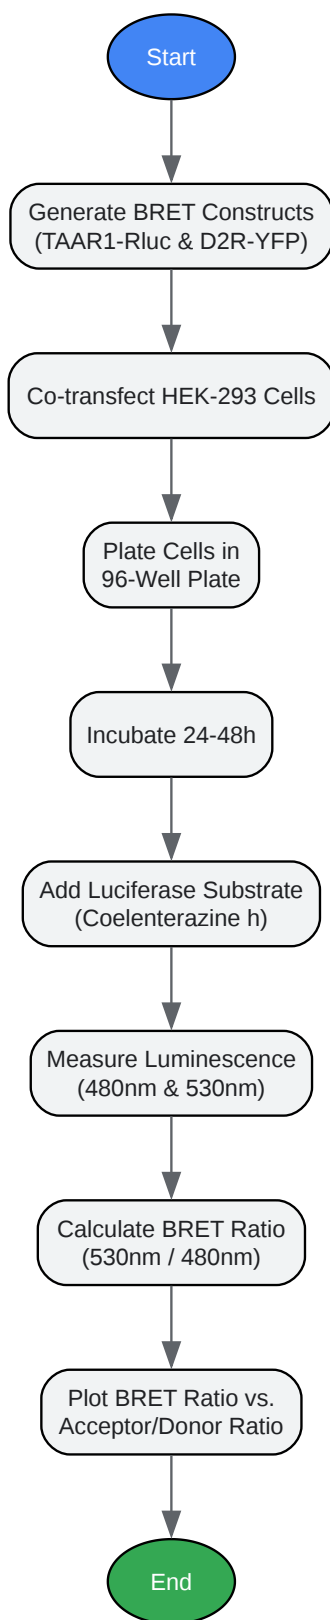 Start
Generate BRET Constructs
(TAAR1-Rluc & D2R-YFP)
Co-transfect HEK-293 Cells
Plate Cells in
96-Well Plate
Incubate 24-48h
Add Luciferase Substrate
(Coelenterazine h)
Measure Luminescence
(480nm & 530nm)
Calculate BRET Ratio
(530nm / 480nm)
Plot BRET Ratio vs.
Acceptor/Donor Ratio
End